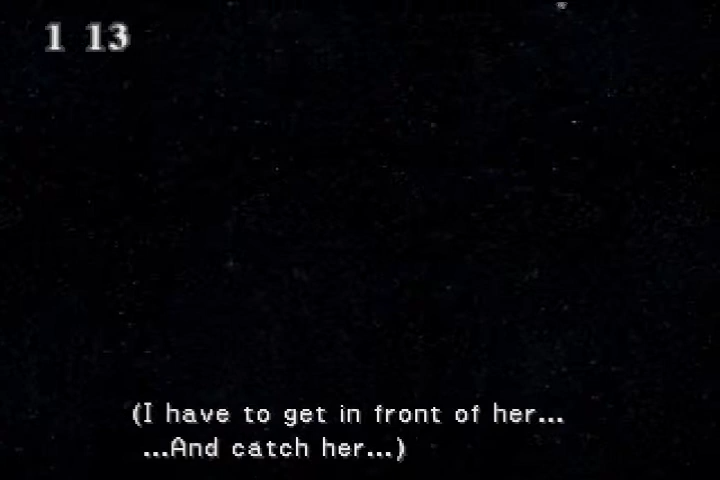 1 13
(I have to get in front of her...
...And catch her...)